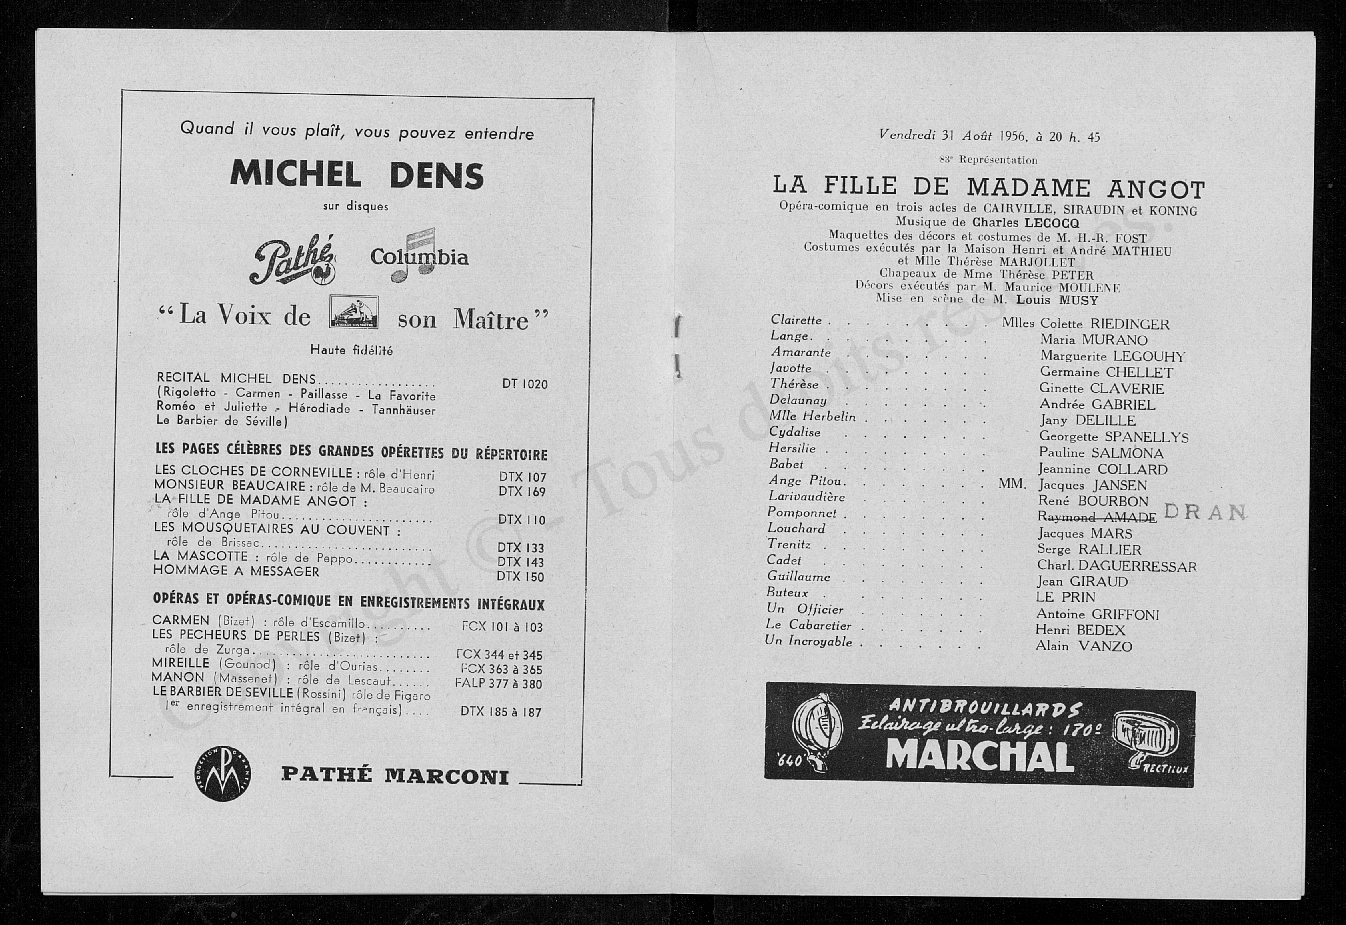 Quand il vous plaît, vous pouvez entendre
MICHEL DENS
sur disques
Pathé Columbia
“La Voix de son Maître”
Haute fidélité
RECITAL MICHEL DENS.................. DT 1020
(Rigoletto - Carmen - Paillasse - La Favorite
Roméo et Juliette - Hérodiade - Tannhäuser
Le Barbier de Séville)
LES PAGES CÉLÈBRES DES GRANDES OPÉRETTES DU RÉPERTOIRE
LES CLOCHES DE CORNEVILLE : rôle d'Henri DTX 107
MONSIEUR BEAUCAIRE : rôle de M. Beaucaire DTX 169
LA FILLE DE MADAME ANGOT :
rôle d'Ange Pitou....................... DTX 110
LES MOUSQUETAIRES AU COUVENT :
rôle de Brissac.......................... DTX 133
LA MASCOTTE : rôle de Peppo........... DTX 143
HOMMAGE A MESSAGER DTX 150
OPÉRAS ET OPÉRAS-COMIQUE EN ENREGISTREMENTS INTÉGRAUX
CARMEN (Bizet) : rôle d'Escamillo.......... FCX 101 à 103
LES PECHEURS DE PERLES (Bizet) :
rôle de Zurga....................... FCX 344 et 345
MIREILLE (Gounod) : rôle d'Ourias........ FCX 363 à 365
MANON (Massenet) : rôle de Lescaut...... FALP 377 à 380
LE BARBIER DE SEVILLE (Rossini) rôle de Figaro
(1er enregistrement intégral en français).... DTX 185 à 187
PATHÉ MARCONI
Vendredi 31 Août 1956, à 20 h. 45
83e Représentation
LA FILLE DE MADAME ANGOT
Opéra-comique en trois actes de CAIRVILLE, SIRAUDIN et KONING
Musique de Charles LECOCQ
Maquettes des décors et costumes de M. H.-R. FOST
Costumes exécutés par la Maison Henri et André MATHIEU
et Mlle Thérèse MARJOLLET
Chapeaux de Mme Thérèse PETER
Décors exécutés par M. Maurice MOULENE
Mise en scène de M. Louis MUSY
Clairette . . . . . . . . . Mlles Colette RIEDINGER
Lange. . . . . . . . . . Maria MURANO
Amarante . . . . . . . . Marguerite LEGOUHY
Javotte . . . . . . . . . Germaine CHELLET
Thérèse . . . . . . . . . Ginette CLAVERIE
Delaunay . . . . . . . . Andrée GABRIEL
Mlle Herbelin . . . . . . . Jany DELILLE
Cydalise . . . . . . . . Georgette SPANELLYS
Hersilie . . . . . . . . . Pauline SALMONA
Babet . . . . . . . . . Jeannine COLLARD
Ange Pitou. . . . . . . . MM. Jacques JANSEN
Larivaudière . . . . . . . René BOURBON
Pomponnet . . . . . . . . Raymond AMADE DRAN
Louchard . . . . . . . . Jacques MARS
Trenitz . . . . . . . . . Serge RALLIER
Cadet . . . . . . . . . Charl. DAGUERRESSAR
Guillaume . . . . . . . . Jean GIRAUD
Buteux . . . . . . . . . LE PRIN
Un Officier . . . . . . . Antoine GRIFFONI
Le Cabaretier . . . . . . . Henri BEDEX
Un Incroyable . . . . . . . Alain VANZO
ANTIBROUILLARDS
Eclairage ultra-large : 170°
MARCHAL
'640
RECTILUX
Copyright © - Tous droits réservés.